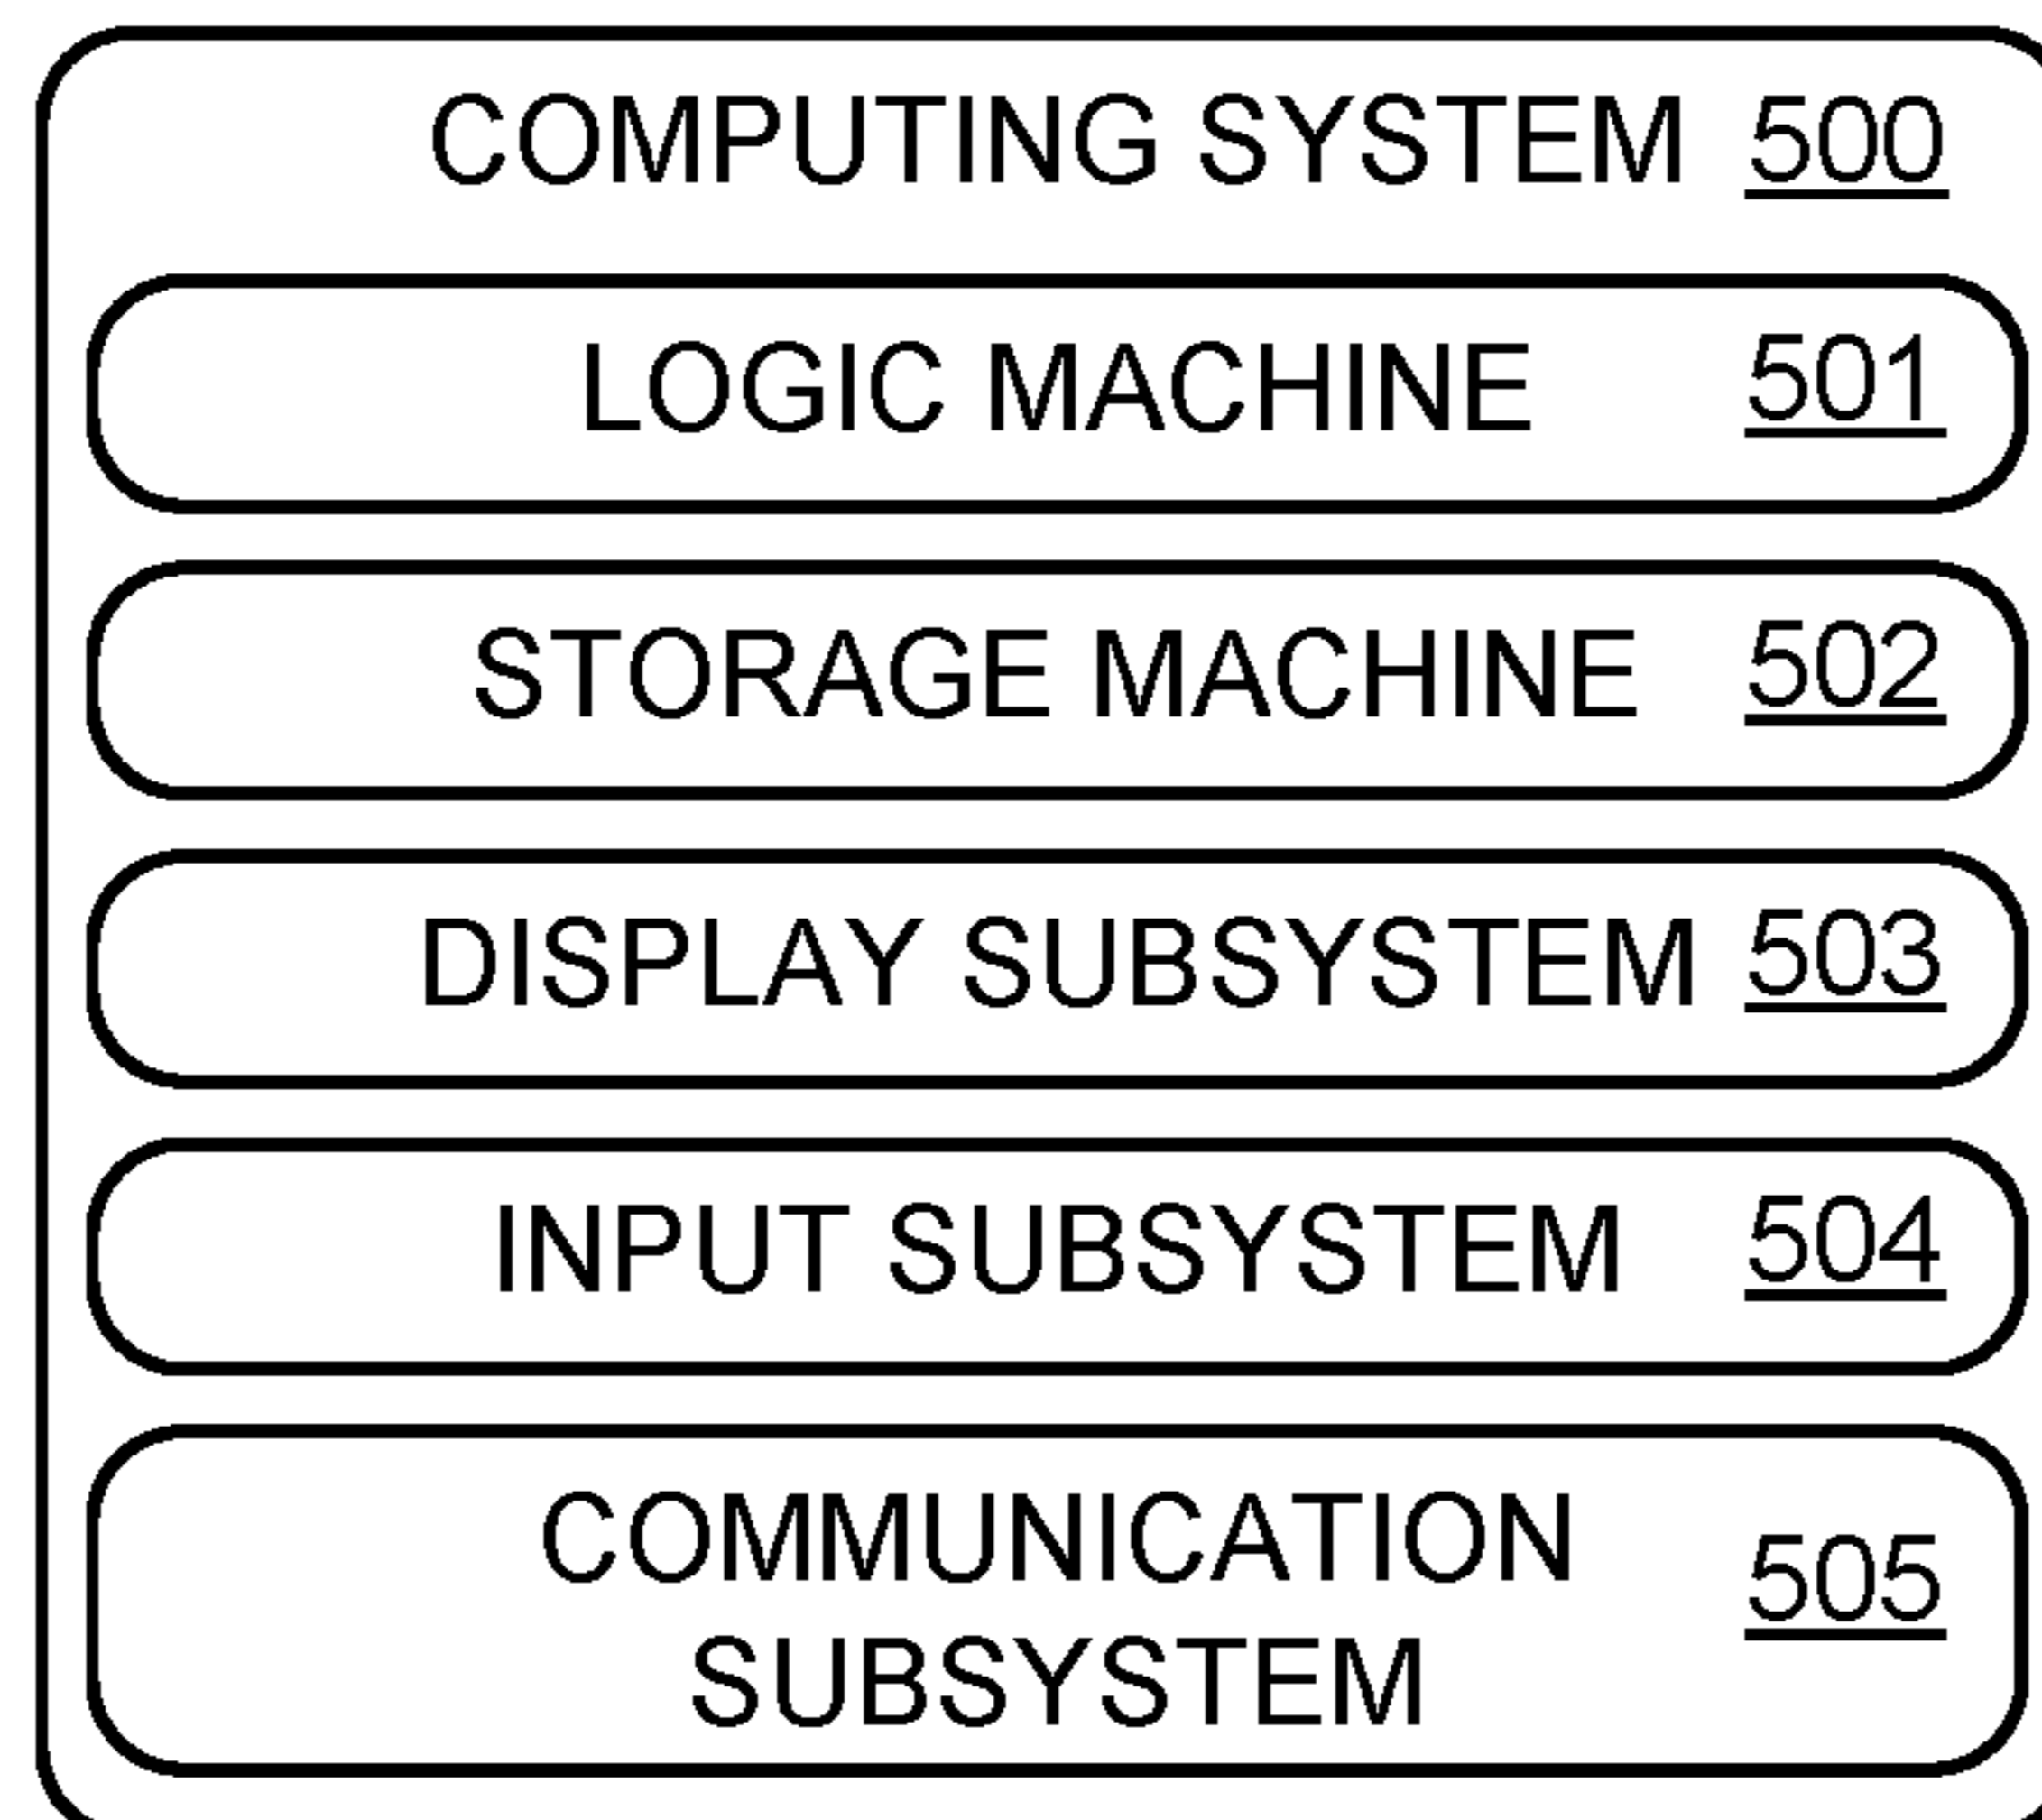 COMPUTING SYSTEM 500
LOGIC MACHINE 501
STORAGE MACHINE 502
DISPLAY SUBSYSTEM 503
INPUT SUBSYSTEM 504
COMMUNICATION
SUBSYSTEM 505